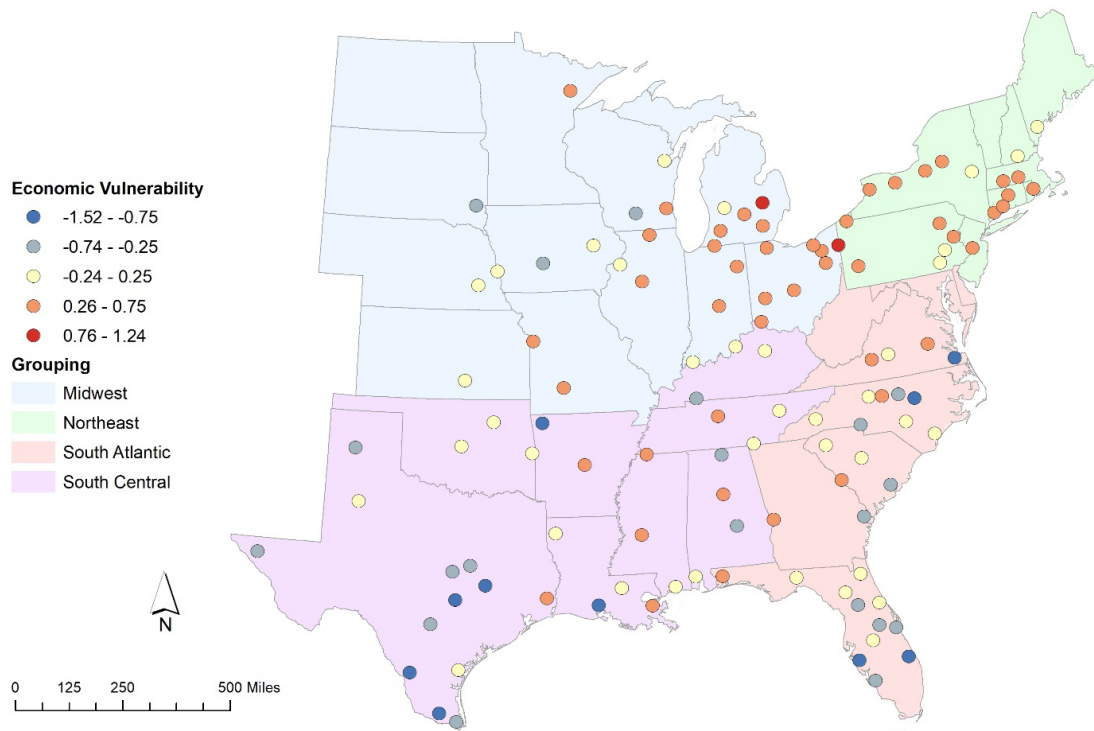 Economic Vulnerability
-1.52 - -0.75
-0.74 - -0.25
-0.24 - 0.25
0.26 - 0.75
0.76 - 1.24
Grouping
Midwest
Northeast
South Atlantic
South Central
N
0 125 250 500 Miles